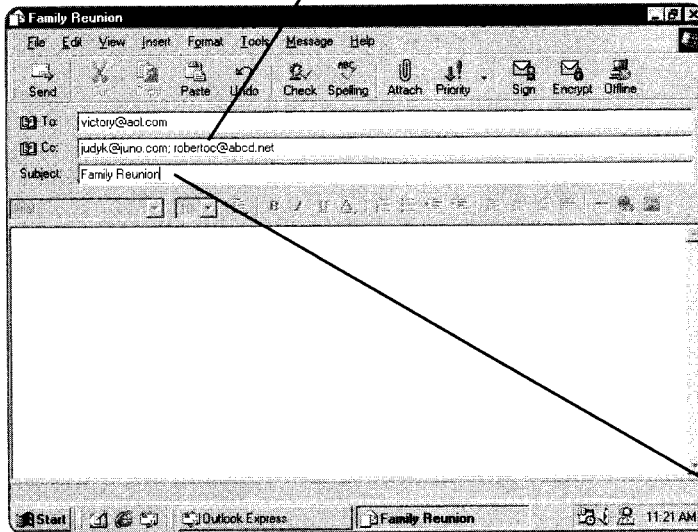 Family Reunion
File Edit View Insert Format Tools Message Help
Send Paste Undo Check Spelling Attach Priority Sign Encrypt Offline
To: victory@aol.com
Cc: judyk@juno.com; robertoc@abcd.net
Subject: Family Reunion
B I U A
Start Outlook Express Family Reunion 11:21 AM